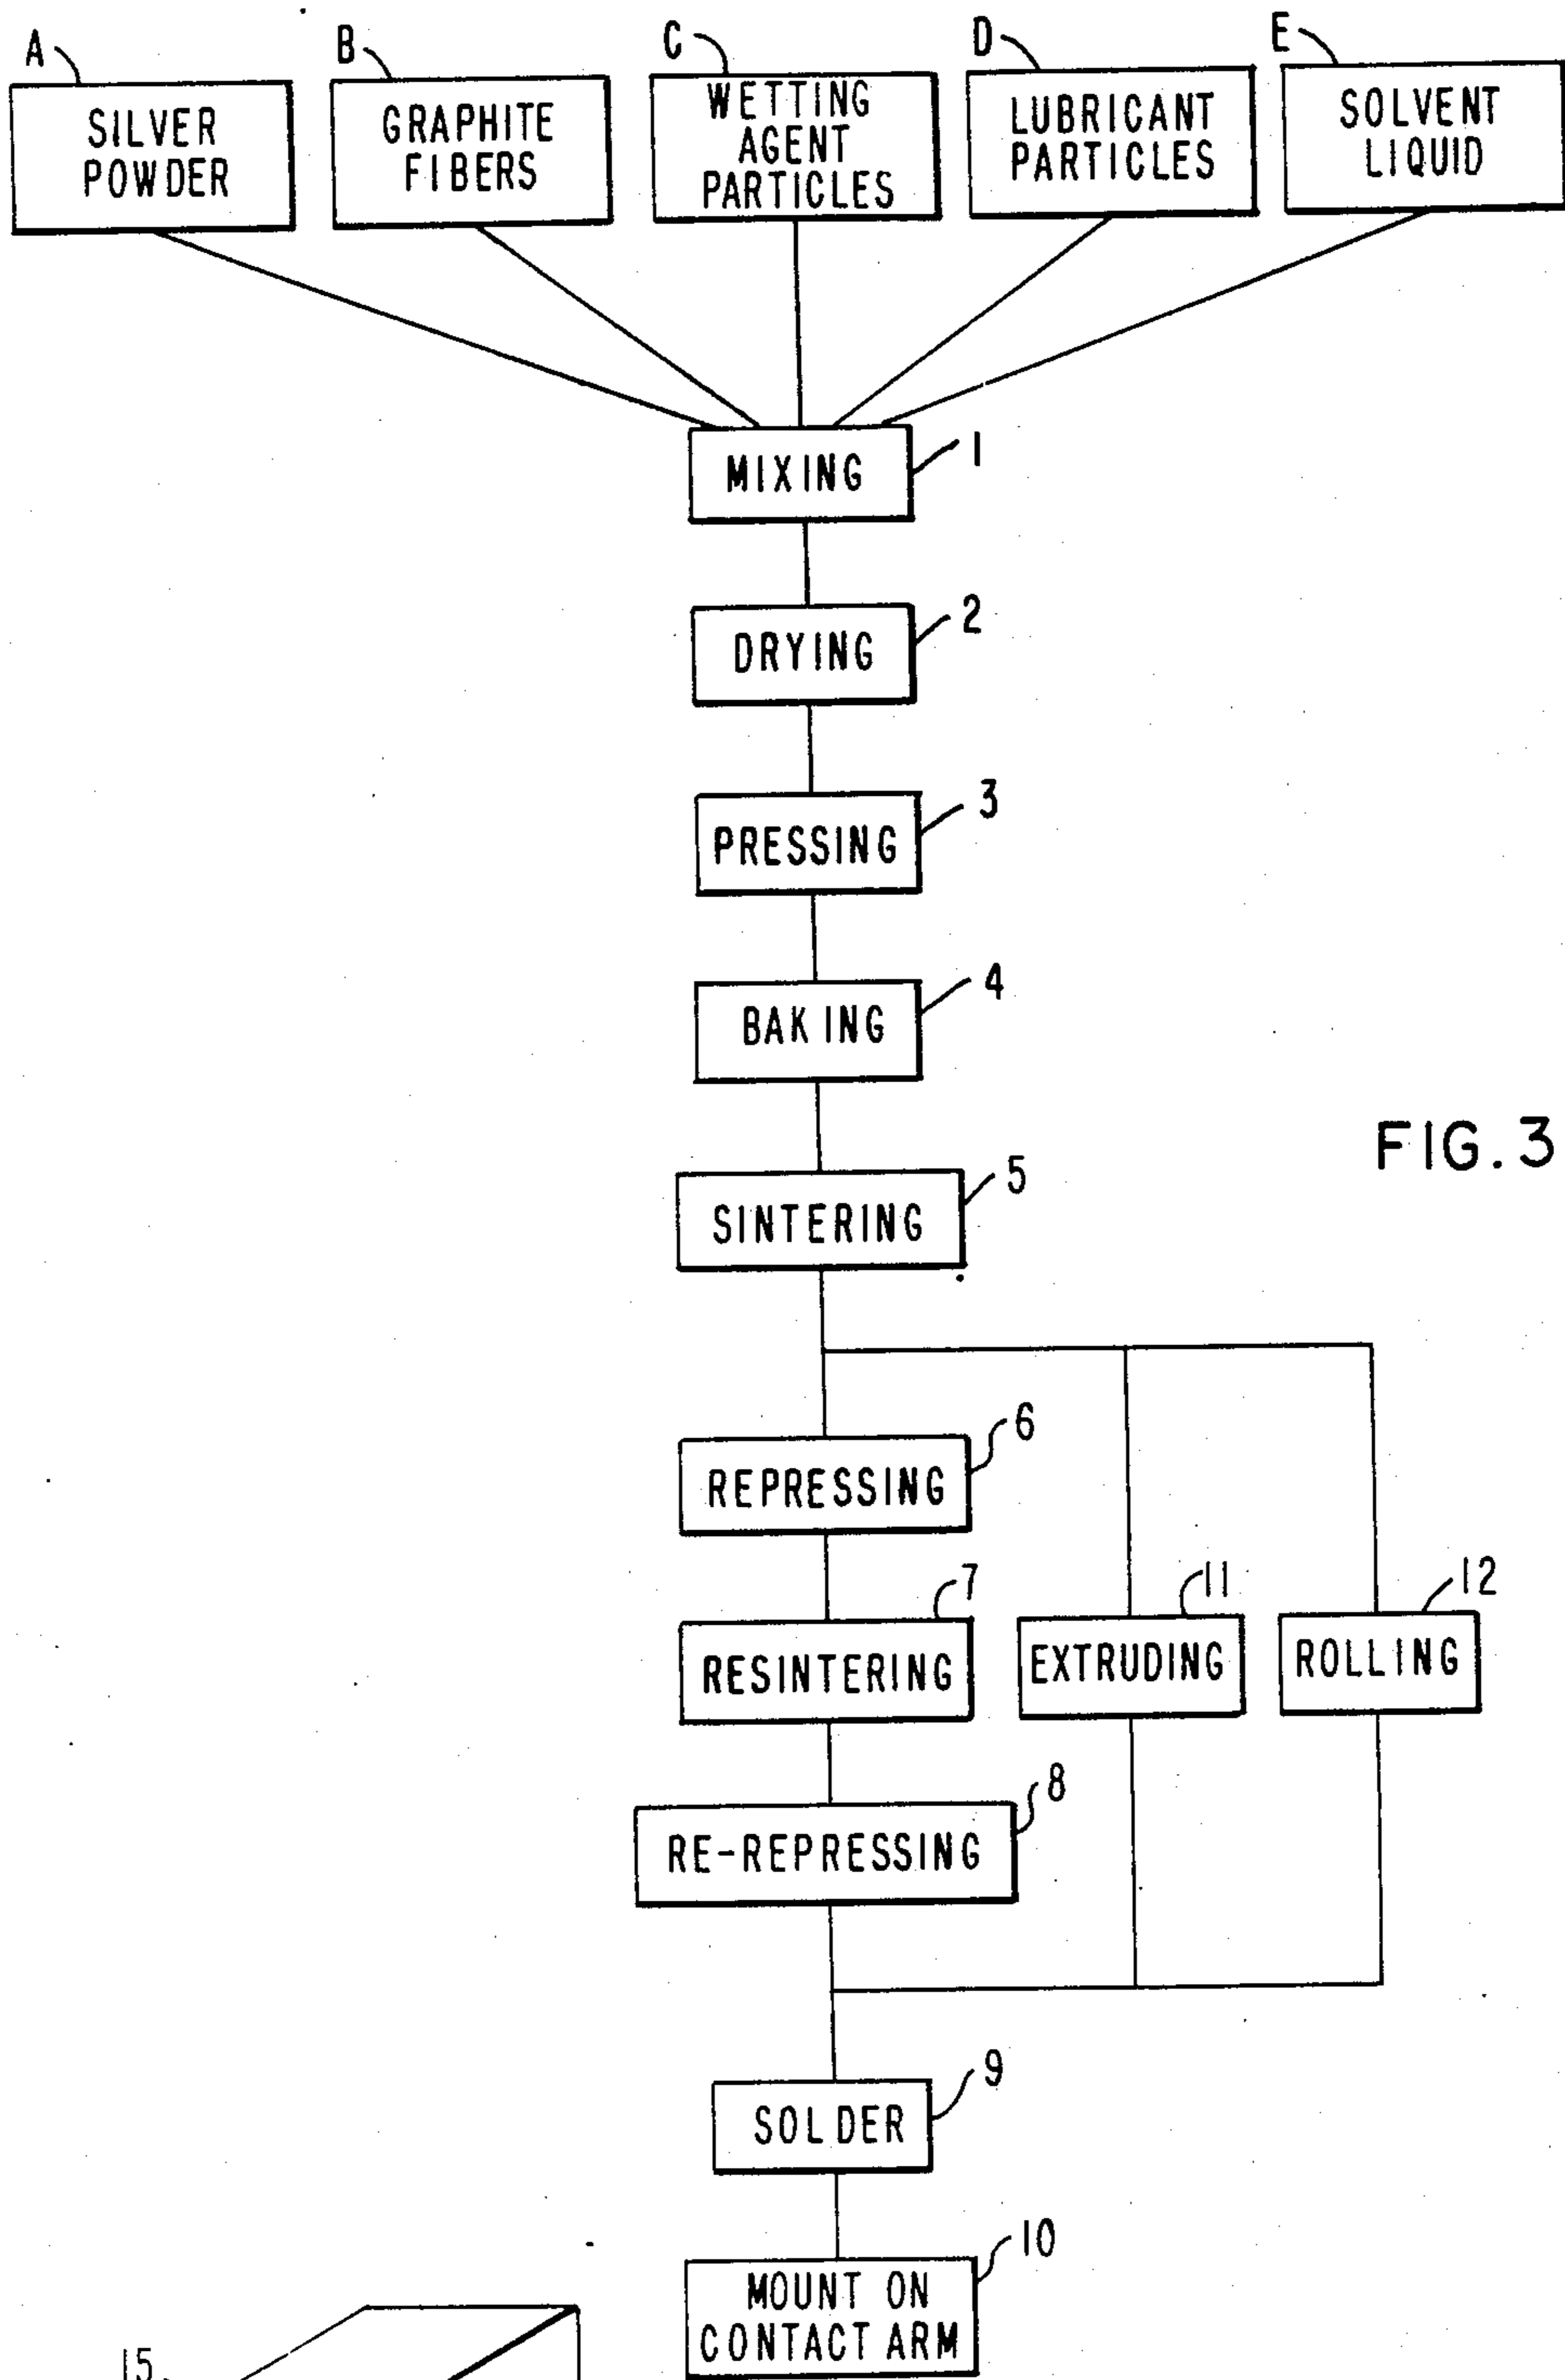 A
B
C
D
E
SILVER
POWDER
GRAPHITE
FIBERS
WETTING
AGENT
PARTICLES
LUBRICANT
PARTICLES
SOLVENT
LIQUID
MIXING
1
DRYING
2
PRESSING
3
BAKING
4
FIG. 3
SINTERING
5
REPRESSING
6
RESINTERING
7
EXTRUDING
11
ROLLING
12
RE-REPRESSING
8
SOLDER
9
MOUNT ON
CONTACT ARM
10
15